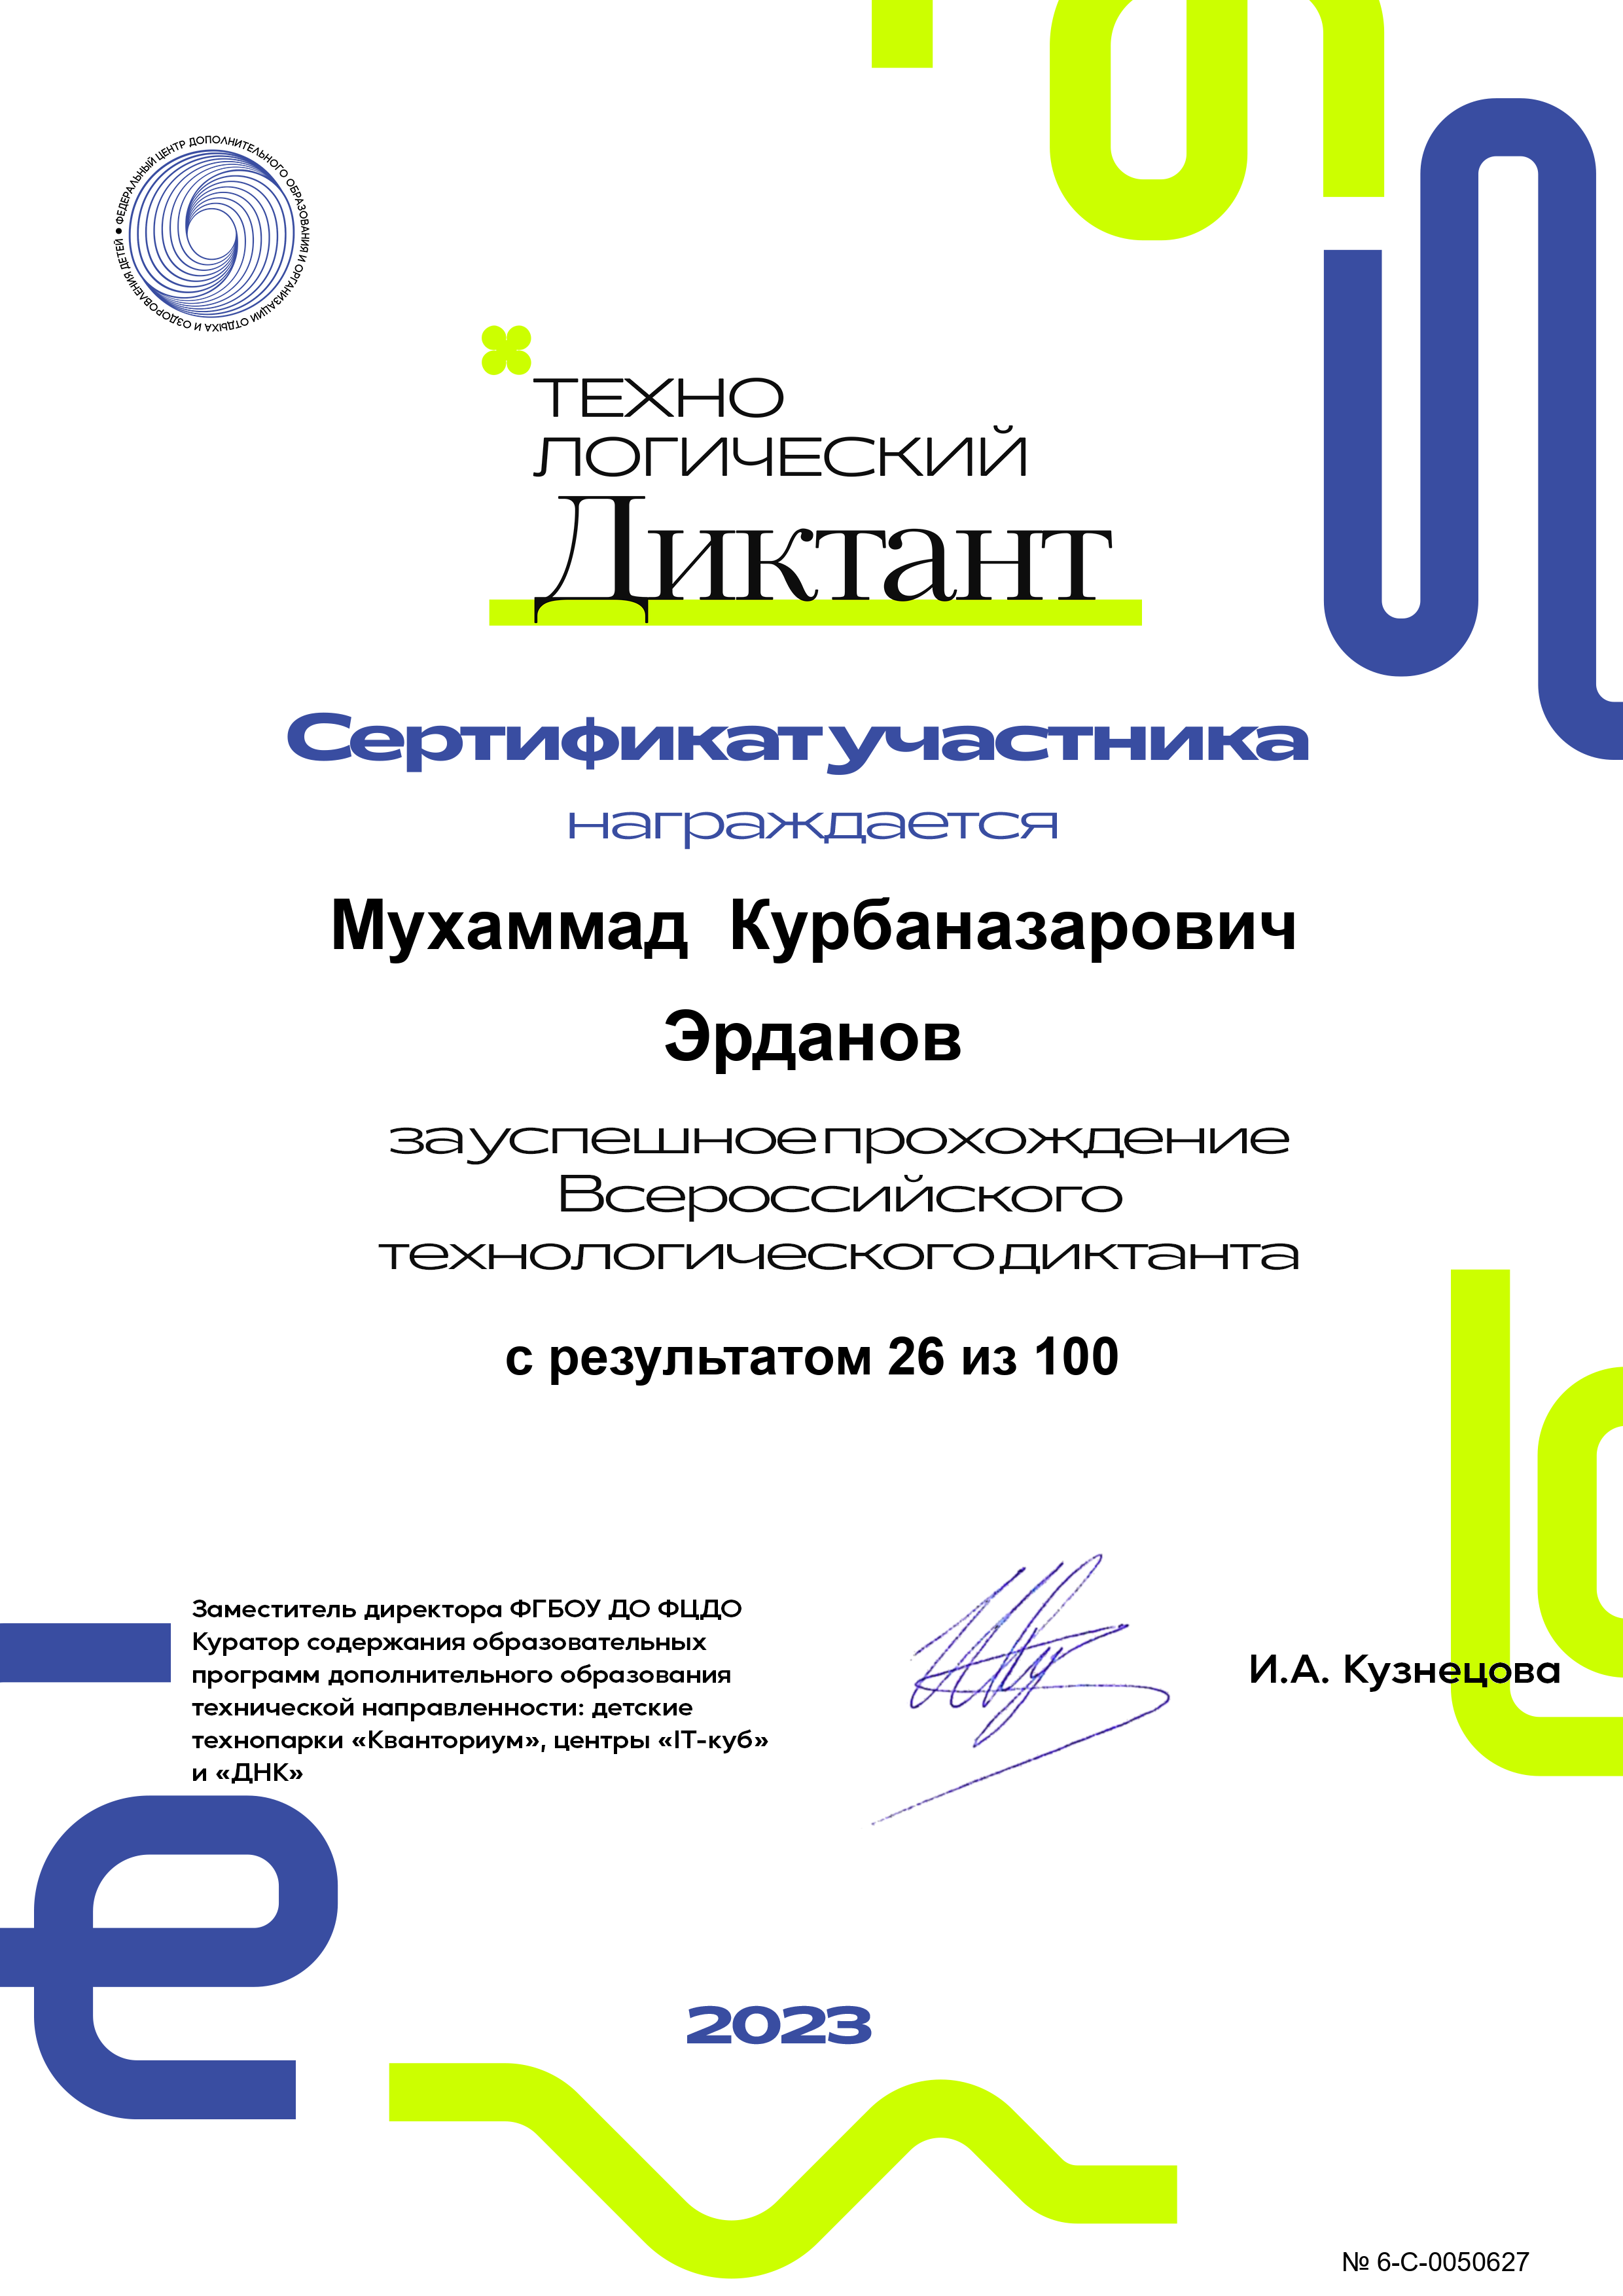 ФЕДЕРАЛЬНЫЙ ЦЕНТР ДОПОЛНИТЕЛЬНОГО ОБРАЗОВАНИЯ И ОРГАНИЗАЦИИ ОТДЫХА И ОЗДОРОВЛЕНИЯ ДЕТЕЙ
ТЕХНО
ЛОГИЧЕСКИЙ
Диктант
Сертификат участника
награждается
Мухаммад Курбаназарович
Эрданов
за успешное прохождение
Всероссийского
технологического диктанта
с результатом 26 из 100
Заместитель директора ФГБОУ ДО ФЦДО
Куратор содержания образовательных
программ дополнительного образования
технической направленности: детские
технопарки «Кванториум», центры «IT-куб»
и «ДНК»
И.А. Кузнецова
2023
№ 6-С-0050627